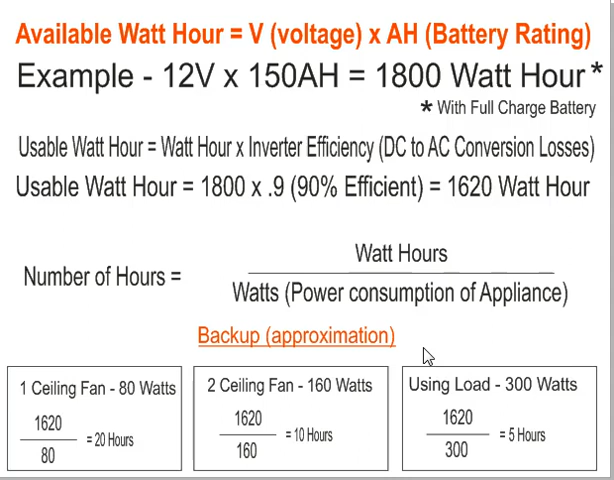 Available Watt Hour = V (voltage) x AH (Battery Rating)
Example - 12V x 150AH = 1800 Watt Hour *
* With Full Charge Battery
Usable Watt Hour = Watt Hour x Inverter Efficiency (DC to AC Conversion Losses)
Usable Watt Hour = 1800 x .9 (90% Efficient) = 1620 Watt Hour
Watt Hours
Number of Hours =
Watts (Power consumption of Appliance)
Backup (approximation)
1 Ceiling Fan - 80 Watts
1620
80
= 20 Hours
2 Ceiling Fan - 160 Watts
1620
160
= 10 Hours
Using Load - 300 Watts
1620
300
= 5 Hours